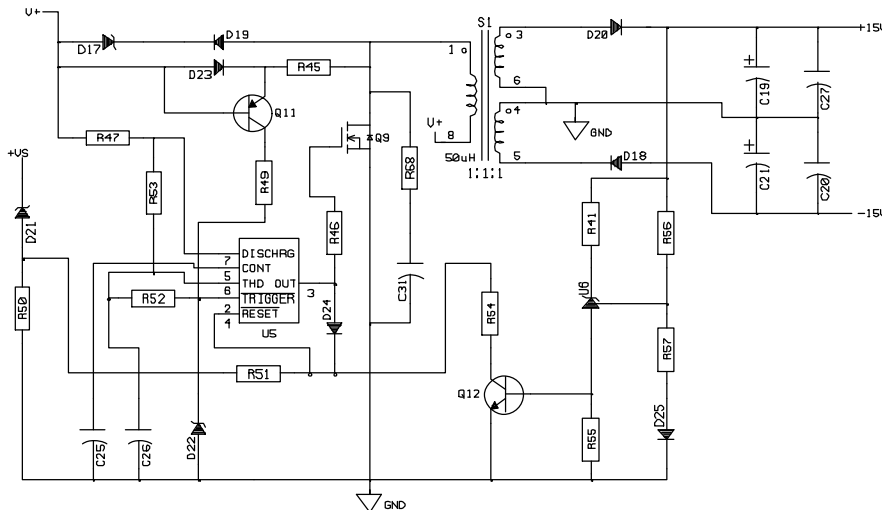 V+
S1
D17
D19
D20
+15V
D23
R45
1
3
6
Q11
C19
C27
R47
Q9
V+
8
4
GND
+VS
R53
R49
R68
50uH
1:1:1
5
D18
C21
C20
-15V
D21
R46
R41
R56
DISCHRG
7
CONT
5
THD OUT
3
6
TRIGGER
2
RESET
4
U5
R50
R52
C31
U6
D24
R54
R57
R51
Q12
D25
C25
C26
D22
R55
GND